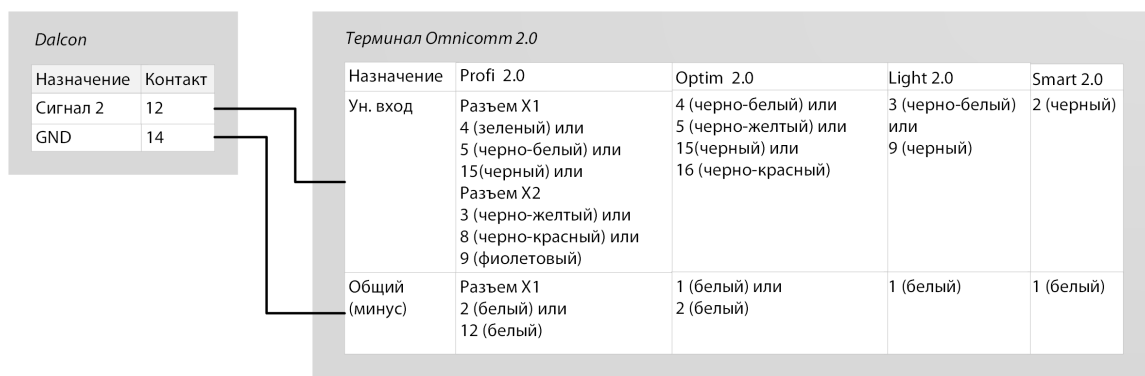 Dalcon
Назначение Контакт
Сигнал 2 12
GND 14
Терминал Omnicomm 2.0
Назначение Profi 2.0 Optim 2.0 Light 2.0 Smart 2.0
Ун. вход Разъем X1 4 (черно-белый) или 3 (черно-белый) 2 (черный)
4 (зеленый) или 5 (черно-желтый) или или
5 (черно-белый) или 15(черный) или 9 (черный)
15(черный) или 16 (черно-красный)
Разъем X2
3 (черно-желтый) или
8 (черно-красный) или
9 (фиолетовый)
Общий Разъем X1 1 (белый) или 1 (белый) 1 (белый)
(минус) 2 (белый) или 2 (белый)
12 (белый)